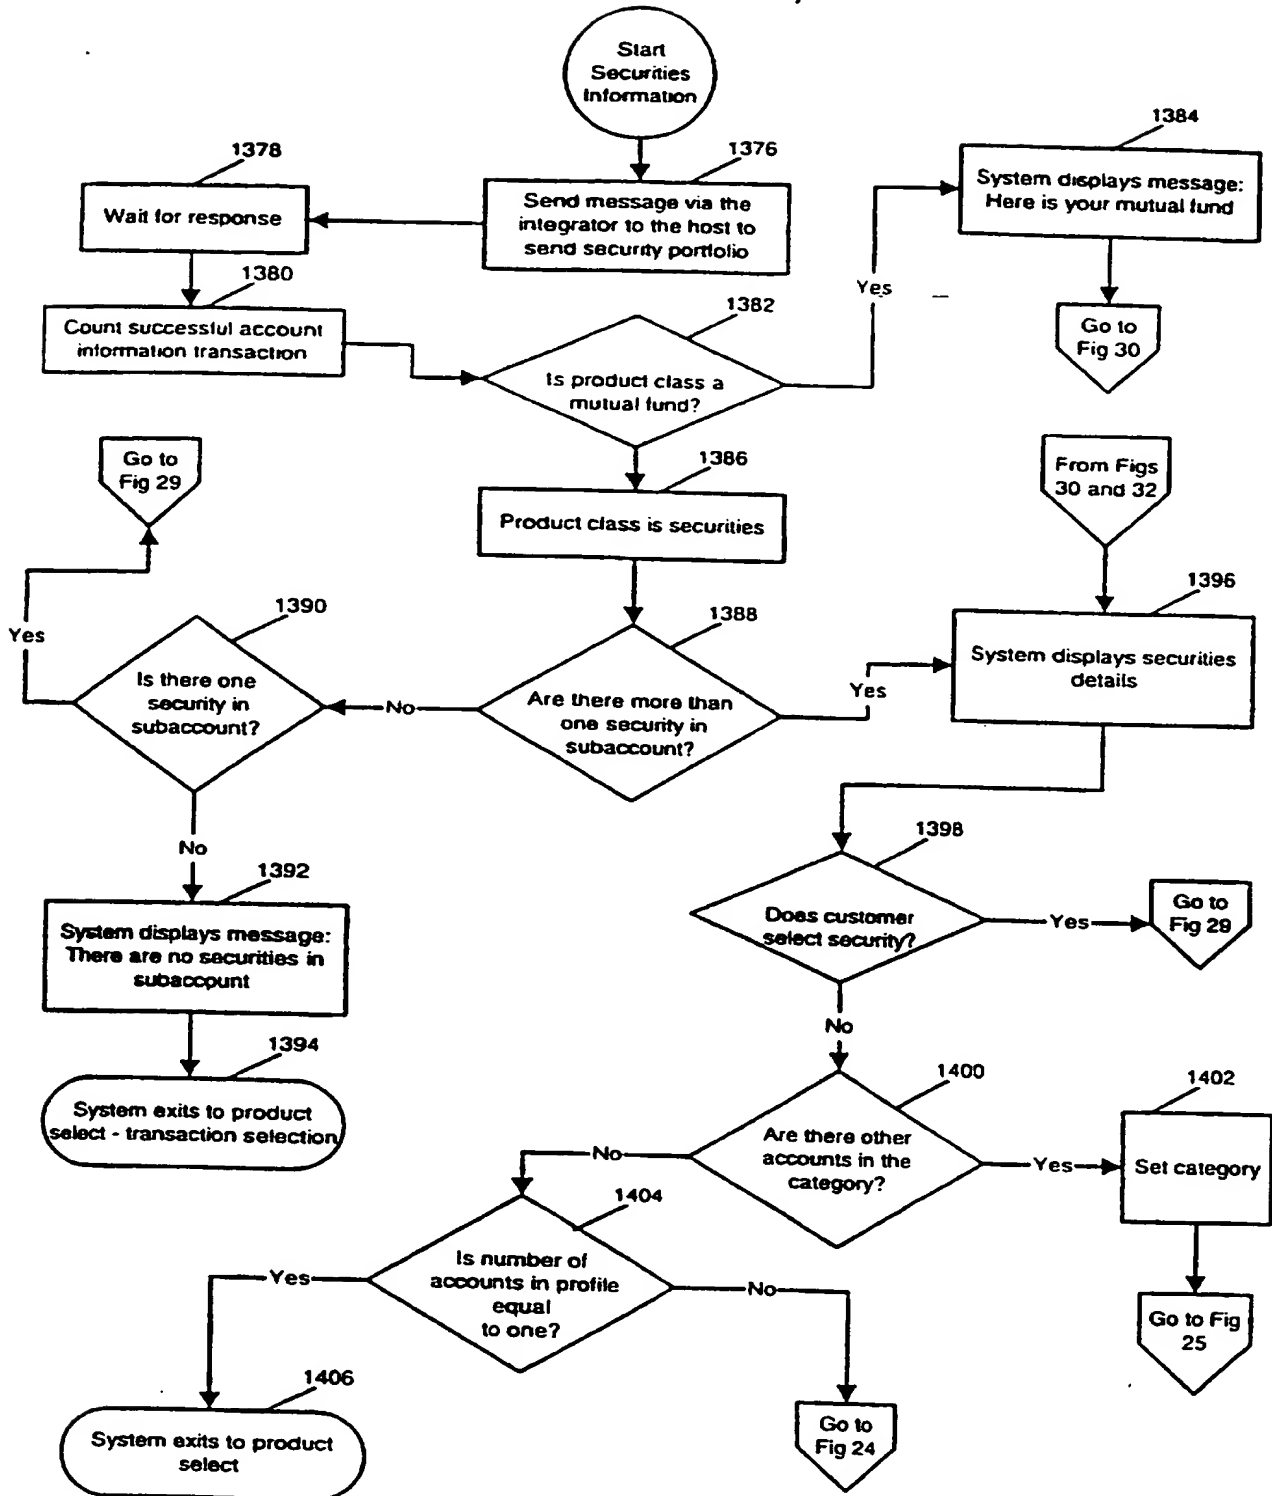 Start
Securities
Information
1384
1378
1376
System displays message:
Here is your mutual fund
Wait for response
Send message via the
integrator to the host to
send security portfolio
1380
Yes
1382
Count successful account
information transaction
Go to
Fig 30
Is product class a
mutual fund?
Go to
Fig 29
1386
From Figs
30 and 32
Product class is securities
1396
1390
1388
Yes
System displays securities
details
Is there one
security in
subaccount?
No
Are there more than
one security in
subaccount?
Yes
1398
No
1392
Go to
Fig 29
Does customer
select security?
Yes
System displays message:
There are no securities in
subaccount
No
1394
1400
1402
System exits to product
select - transaction selection
Are there other
accounts in the
category?
No
Yes
Set category
1404
Is number of
accounts in profile
equal
to one?
Yes
No
Go to Fig
25
1406
Go to
Fig 24
System exits to product
select